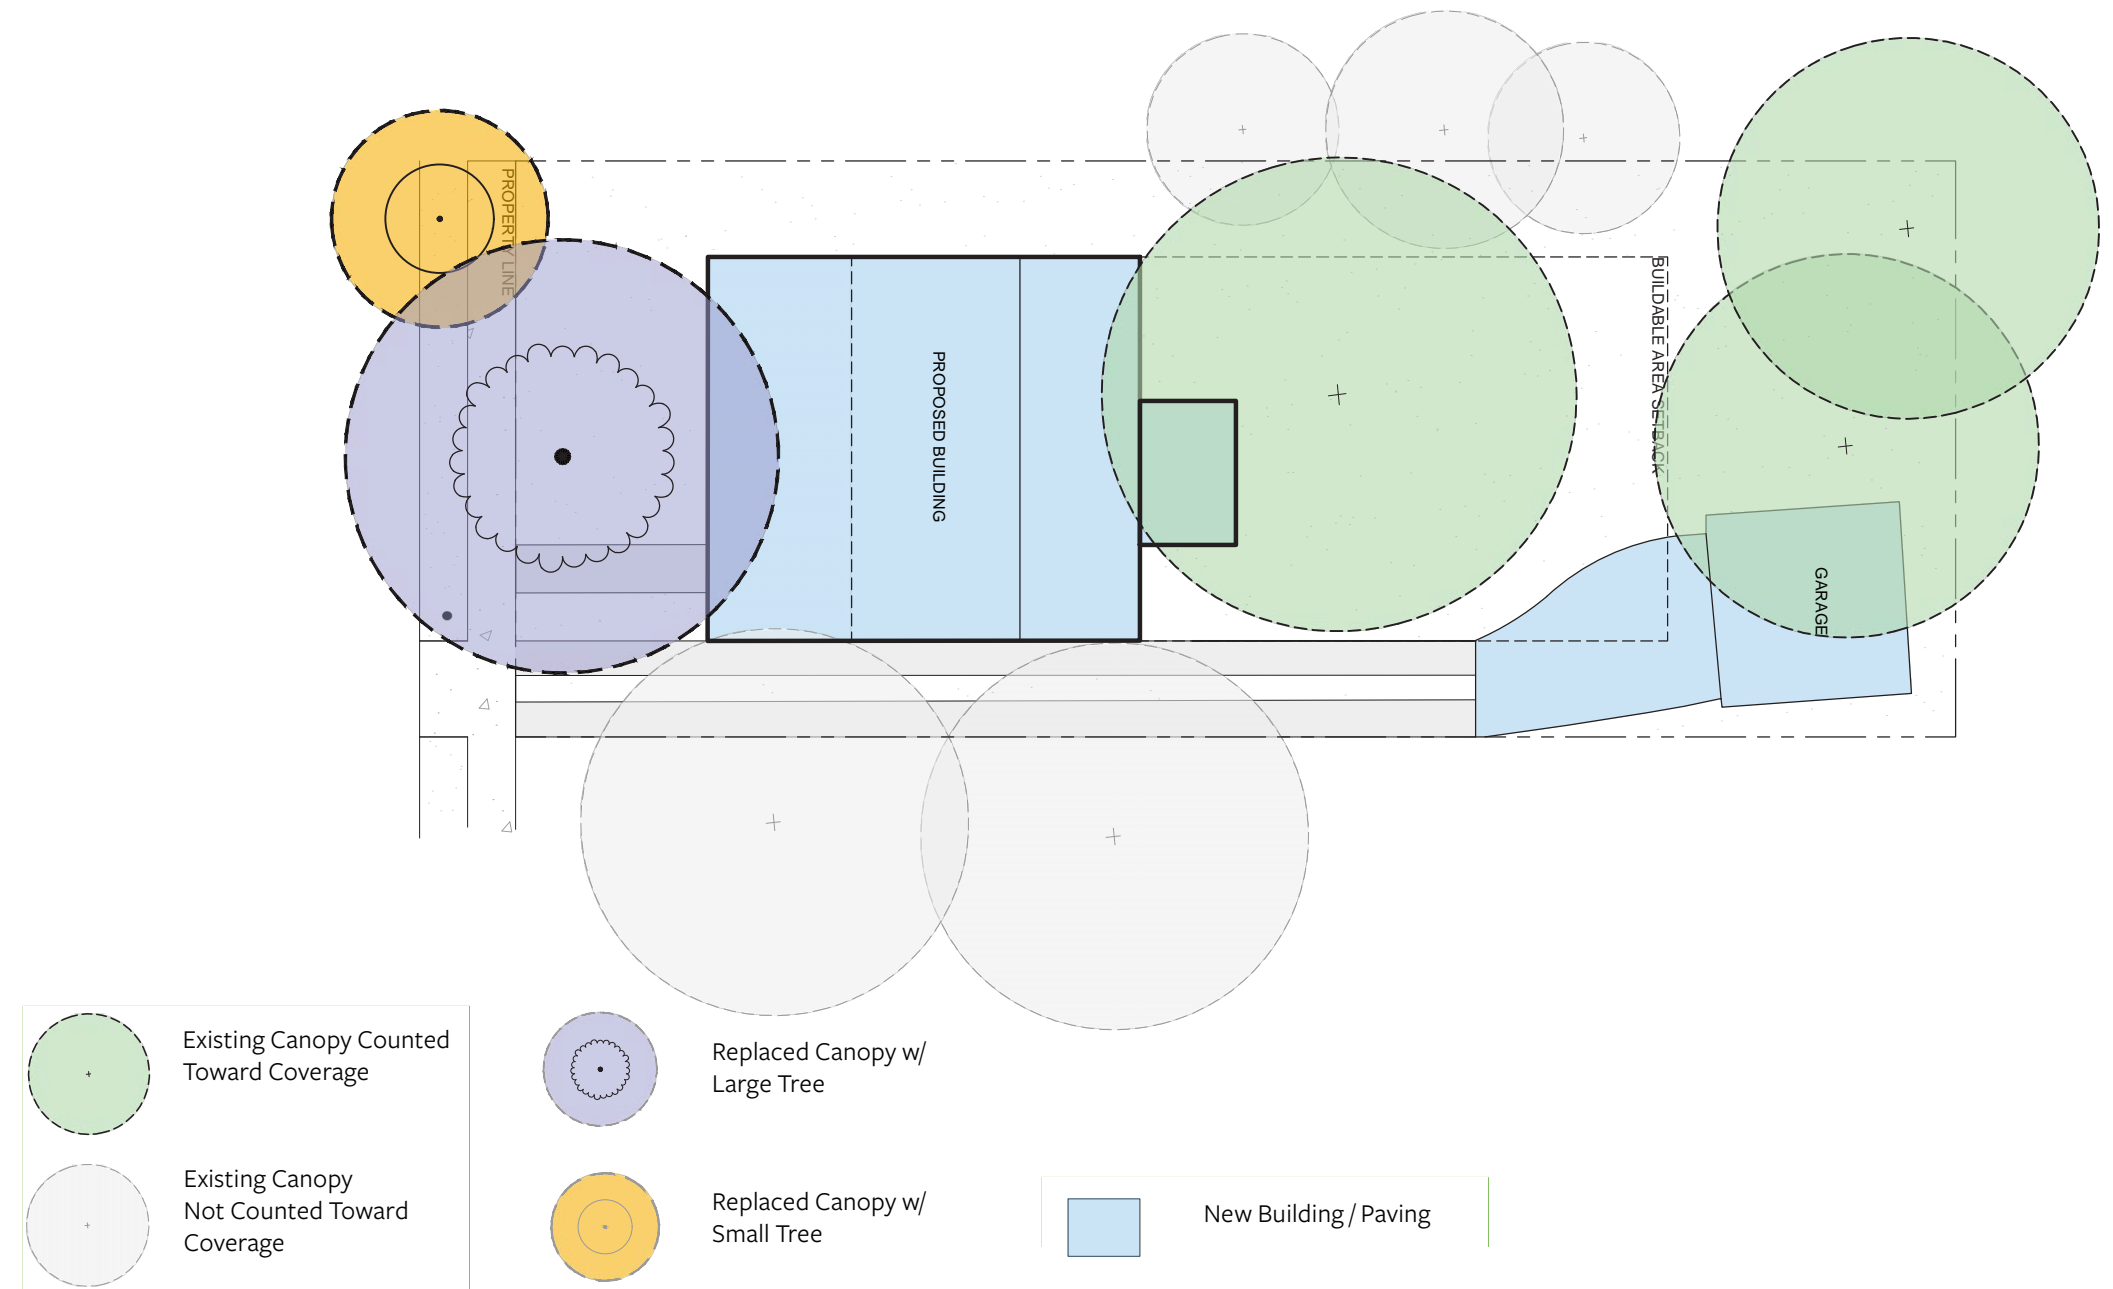 PROPERTY LINE
PROPOSED BUILDING
BUILDABLE AREA SETBACK
GARAGE
Existing Canopy Counted
Toward Coverage
Existing Canopy
Not Counted Toward
Coverage
Replaced Canopy w/
Large Tree
Replaced Canopy w/
Small Tree
New Building / Paving